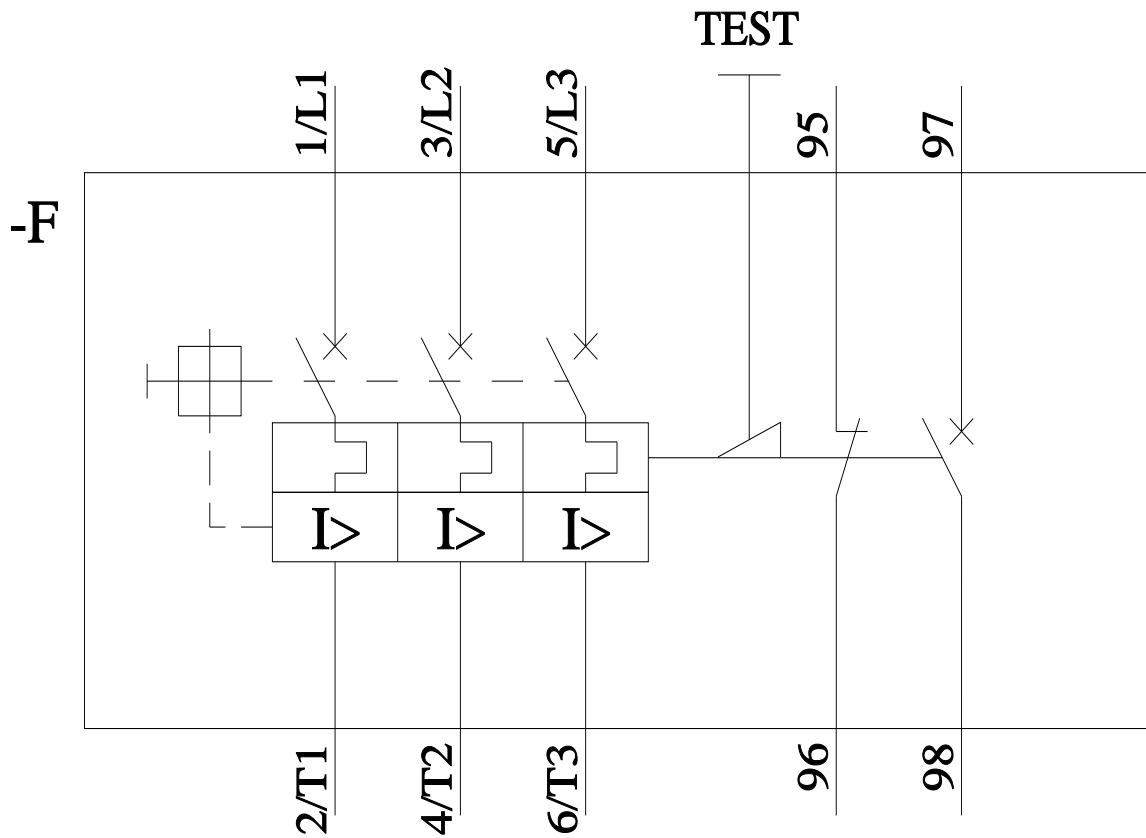 TEST
1/L1
3/L2
5/L3
95
97
-F
I>
I>
I>
2/T1
4/T2
6/T3
96
98